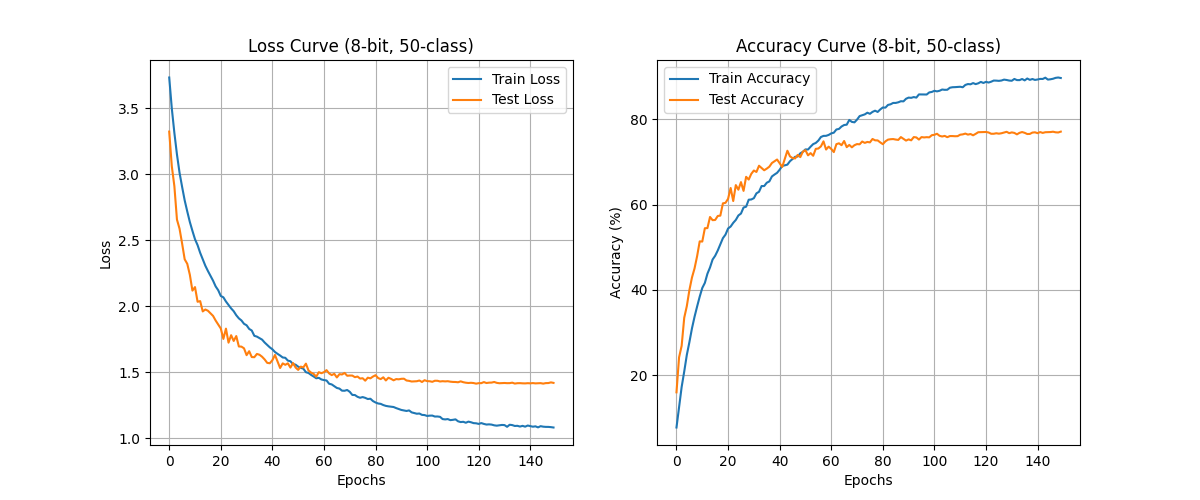 Loss Curve (8-bit, 50-class)
Train Loss
Test Loss
Loss
3.5
3.0
2.5
2.0
1.5
1.0
0 20 40 60 80 100 120 140
Epochs
Accuracy Curve (8-bit, 50-class)
Train Accuracy
Test Accuracy
Accuracy (%)
80
60
40
20
0 20 40 60 80 100 120 140
Epochs